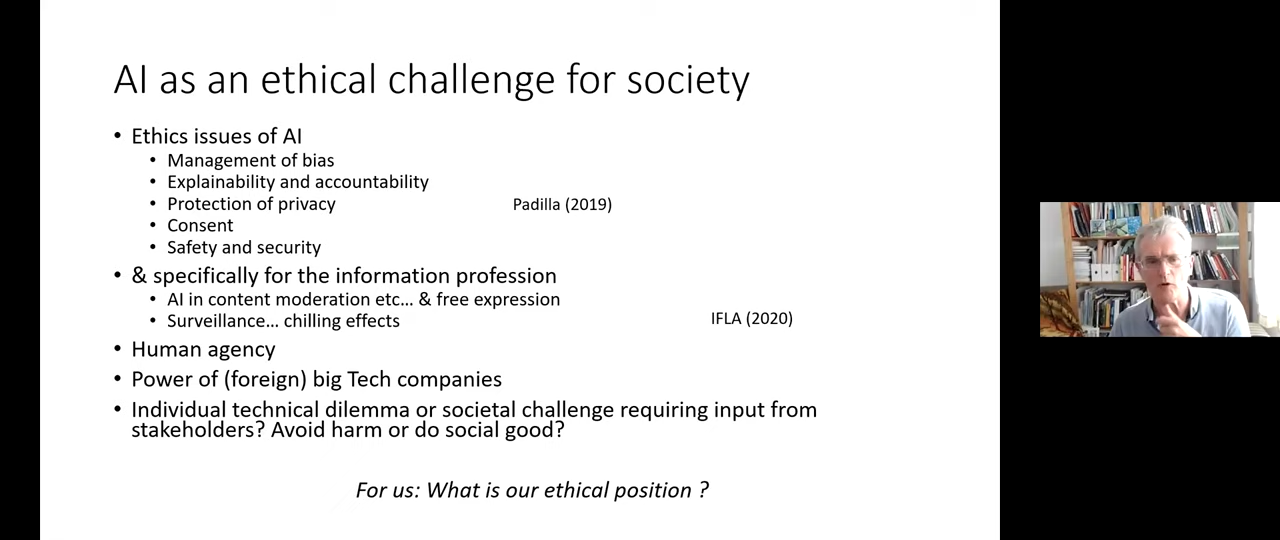 AI as an ethical challenge for society
• Ethics issues of AI
• Management of bias
• Explainability and accountability
• Protection of privacy
Padilla (2019)
• Consent
• Safety and security
• & specifically for the information profession
• AI in content moderation etc... & free expression
• Surveillance... chilling effects
IFLA (2020)
• Human agency
• Power of (foreign) big Tech companies
• Individual technical dilemma or societal challenge requiring input from
stakeholders? Avoid harm or do social good?
For us: What is our ethical position ?